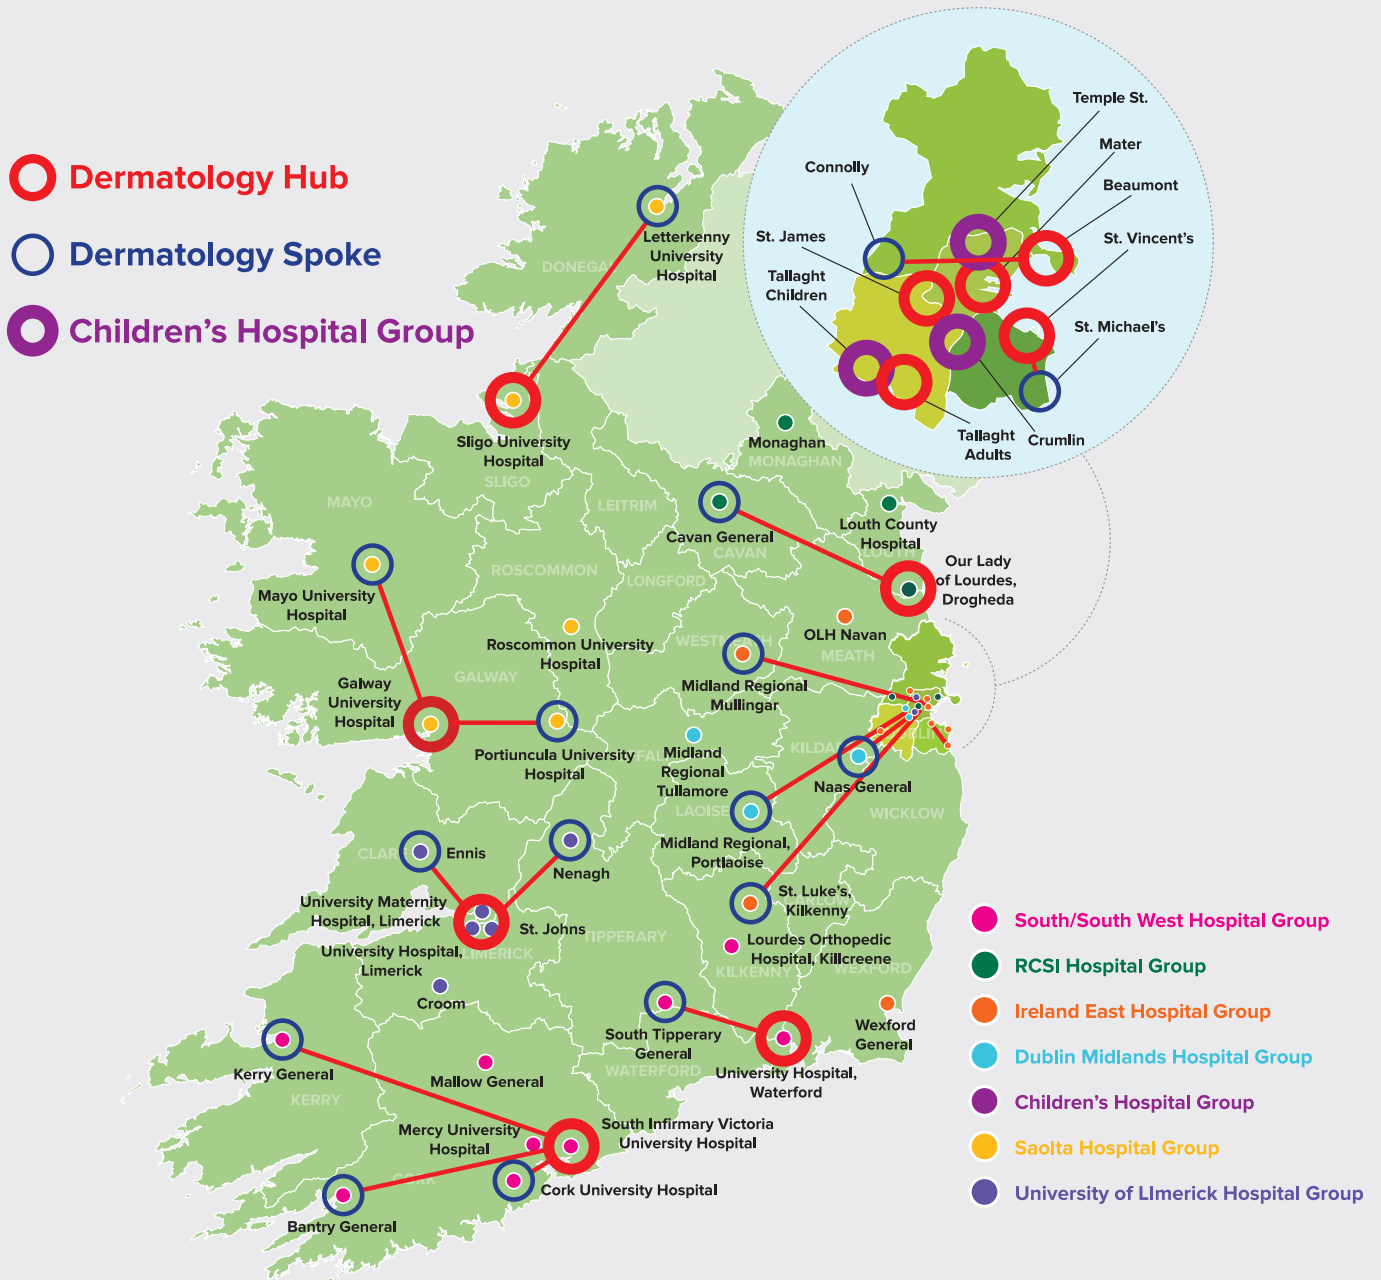 Dermatology Hub
Dermatology Spoke
Children's Hospital Group
Temple St.
Mater
Connolly
Beaumont
St. James
St. Vincent's
Tallaght
Children
St. Michael's
Tallaght
Adults
Crumlin
Letterkenny
University
Hospital
DONEGAL
Sligo University
Hospital
SLIGO
Monaghan
MONAGHAN
MAYO
LEITRIM
Cavan General
CAVAN
Louth County
Hospital
LOUTH
Our Lady
of Lourdes,
Drogheda
ROSCOMMON
LONGFORD
Mayo University
Hospital
Roscommon University
Hospital
OLH Navan
WESTMEATH
MEATH
GALWAY
Galway
University
Hospital
Midland Regional
Mullingar
Portiuncula University
Hospital
Midland
Regional
Tullamore
KILDARE
DUBLIN
Naas General
LAOISE
WICKLOW
Midland Regional,
Portlaoise
CLARE
Ennis
Nenagh
St. Luke's,
Kilkenny
CARLOW
University Maternity
Hospital, Limerick
St. Johns
TIPPERARY
University Hospital,
Limerick
LIMERICK
Lourdes Orthopedic
Hospital, Killcreene
KILKENNY
WEXFORD
Croom
South Tipperary
General
Wexford
General
WATERFORD
University Hospital,
Waterford
Kerry General
KERRY
Mallow General
Mercy University
Hospital
South Infirmary Victoria
University Hospital
CORK
Cork University Hospital
Bantry General
South/South West Hospital Group
RCSI Hospital Group
Ireland East Hospital Group
Dublin Midlands Hospital Group
Children's Hospital Group
Saolta Hospital Group
University of LImerick Hospital Group